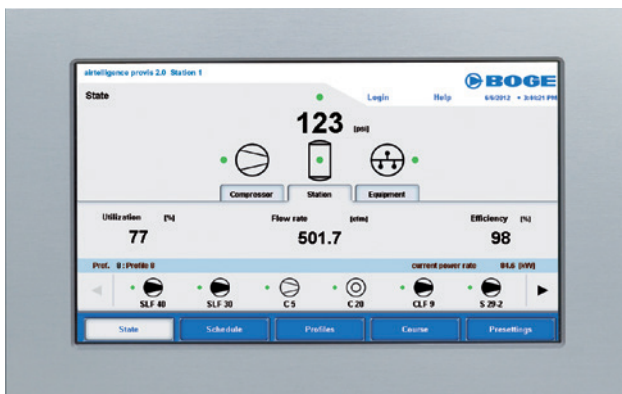 airtelligence provis 2.0 Station 1
BOGE
State
Login Help 6/6/2012
123 [psi]
Compressor Station Equipment
Utilization [%] Flow rate [cfm] Efficiency [%]
77 501.7 98
Prof. 8 : Profile 8 current power rate 84.6 [kW]
SLF 40 SLF 30 C 5 C 20 CLF 9 S 29-2
State Schedule Profiles Course Presettings